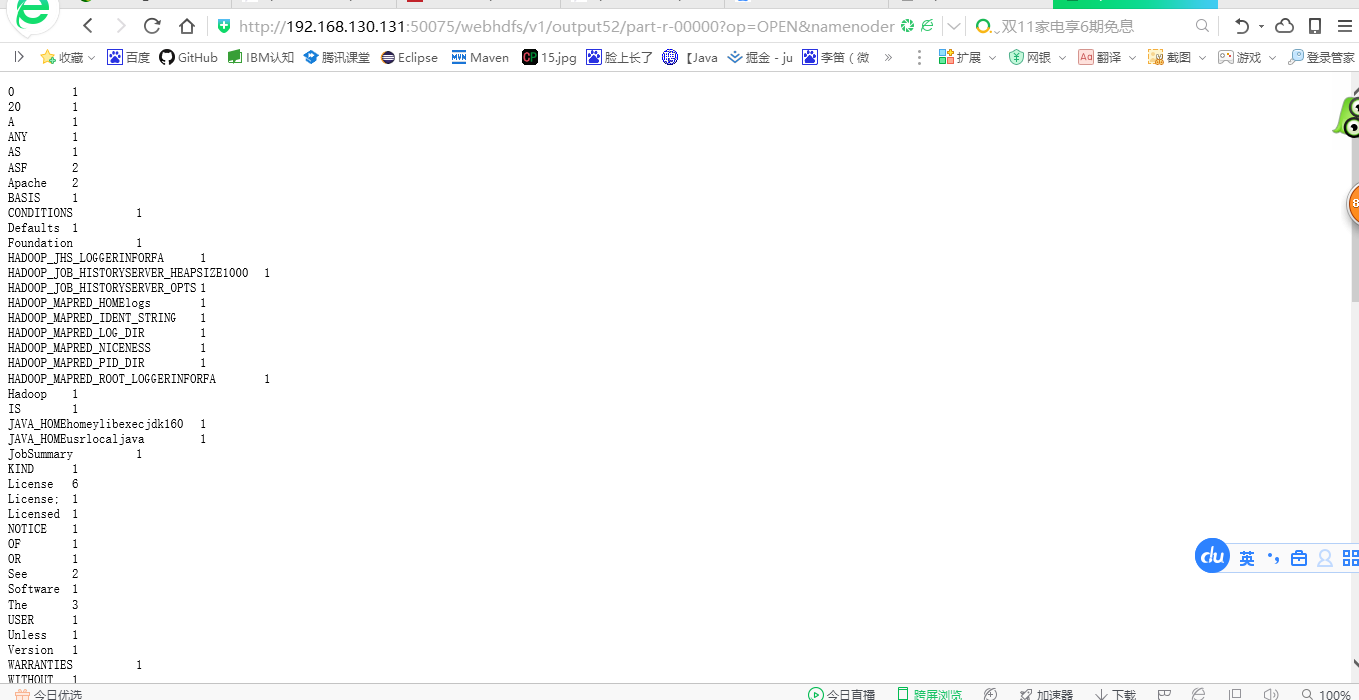 http://192.168.130.131:50075/webhdfs/v1/output52/part-r-00000?op=OPEN&namenoder
双11家电享6期免息
收藏 百度 GitHub IBM认知 腾讯课堂 Eclipse Maven 15.jpg 脸上长了 【Java 掘金 - ju 李笛（微 » 扩展 网银 翻译 截图 游戏 登录管家
0 1
20 1
A 1
ANY 1
AS 1
ASF 2
Apache 2
BASIS 1
CONDITIONS 1
Defaults 1
Foundation 1
HADOOP_JHS_LOGGERINFORFA 1
HADOOP_JOB_HISTORYSERVER_HEAPSIZE1000 1
HADOOP_JOB_HISTORYSERVER_OPTS 1
HADOOP_MAPRED_HOMElogs 1
HADOOP_MAPRED_IDENT_STRING 1
HADOOP_MAPRED_LOG_DIR 1
HADOOP_MAPRED_NICENESS 1
HADOOP_MAPRED_PID_DIR 1
HADOOP_MAPRED_ROOT_LOGGERINFORFA 1
Hadoop 1
IS 1
JAVA_HOMEhomeylibexecjdk160 1
JAVA_HOMEusrlocaljava 1
JobSummary 1
KIND 1
License 6
License; 1
Licensed 1
NOTICE 1
OF 1
OR 1
See 2
Software 1
The 3
USER 1
Unless 1
Version 1
WARRANTIES 1
WITHOUT 1
du 英
今日优选 今日直播 跨屏浏览 加速器 下载 100%